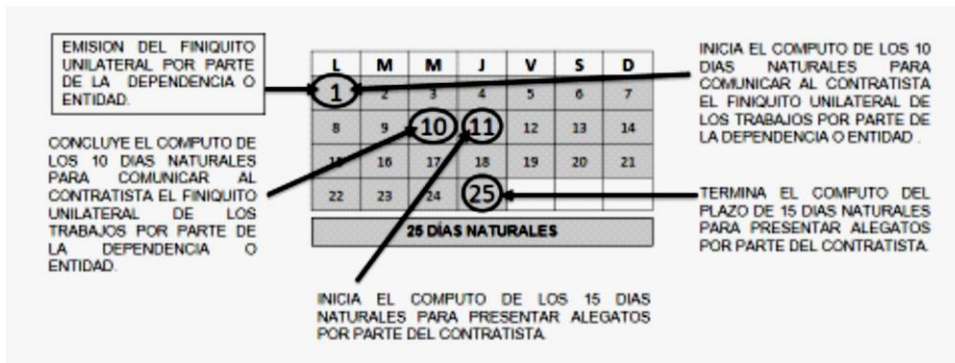 EMISION DEL FINIQUITO
UNILATERAL POR PARTE
DE LA DEPENDENCIA O
ENTIDAD.
CONCLUYE EL COMPUTO DE
LOS 10 DIAS NATURALES
PARA COMUNICAR AL
CONTRATISTA EL FINIQUITO
UNILATERAL DE LOS
TRABAJOS POR PARTE DE
LA DEPENDENCIA O
ENTIDAD.
L M M J V S D
1 2 3 4 5 6 7
8 9 10 11 12 13 14
15 16 17 18 19 20 21
22 23 24 25
25 DÍAS NATURALES
INICIA EL COMPUTO DE LOS 15 DIAS
NATURALES PARA PRESENTAR ALEGATOS
POR PARTE DEL CONTRATISTA.
INICIA EL COMPUTO DE LOS 10
DIAS NATURALES PARA
COMUNICAR AL CONTRATISTA
EL FINIQUITO UNILATERAL DE
LOS TRABAJOS POR PARTE DE
LA DEPENDENCIA O ENTIDAD .
TERMINA EL COMPUTO DEL
PLAZO DE 15 DIAS NATURALES
PARA PRESENTAR ALEGATOS
POR PARTE DEL CONTRATISTA.